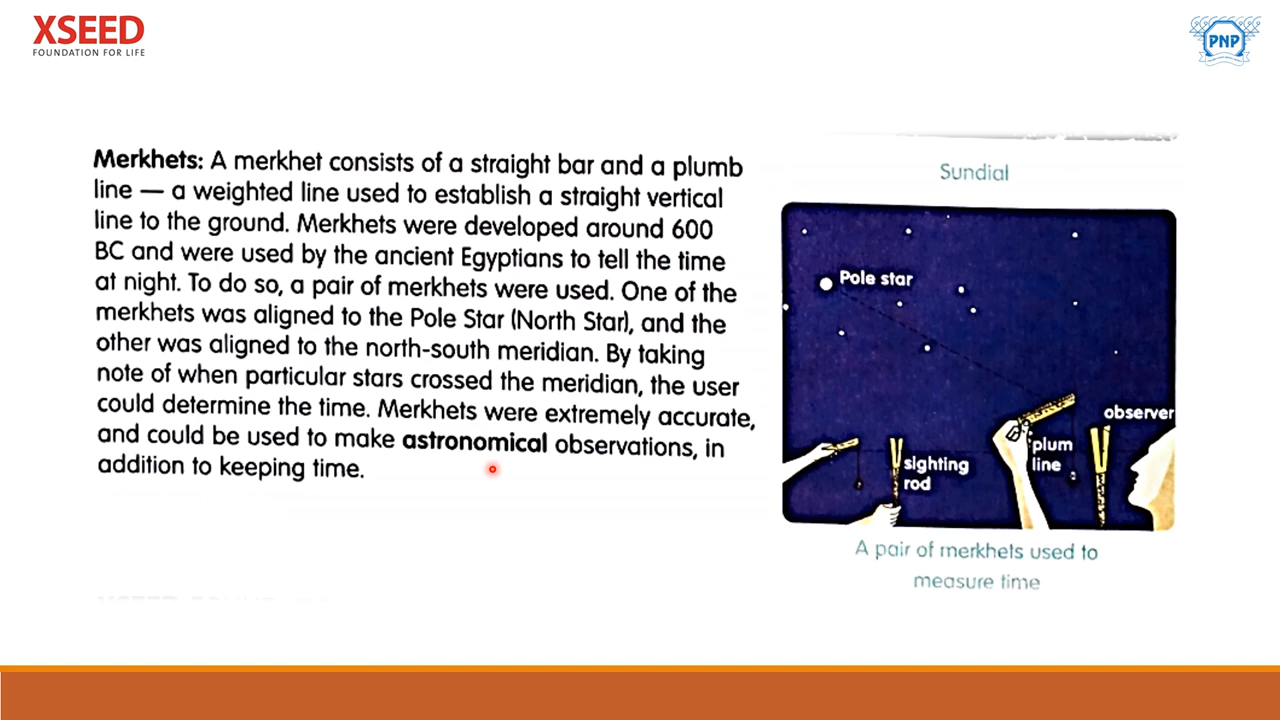 XSEED
FOUNDATION FOR LIFE
PNP
Merkhets: A merkhet consists of a straight bar and a plumb
line — a weighted line used to establish a straight vertical
line to the ground. Merkhets were developed around 600
BC and were used by the ancient Egyptians to tell the time
at night. To do so, a pair of merkhets were used. One of the
merkhets was aligned to the Pole Star (North Star), and the
other was aligned to the north-south meridian. By taking
note of when particular stars crossed the meridian, the user
could determine the time. Merkhets were extremely accurate,
and could be used to make astronomical observations, in
addition to keeping time.
Sundial
Pole star
observer
plum
line
sighting
rod
A pair of merkhets used to
measure time